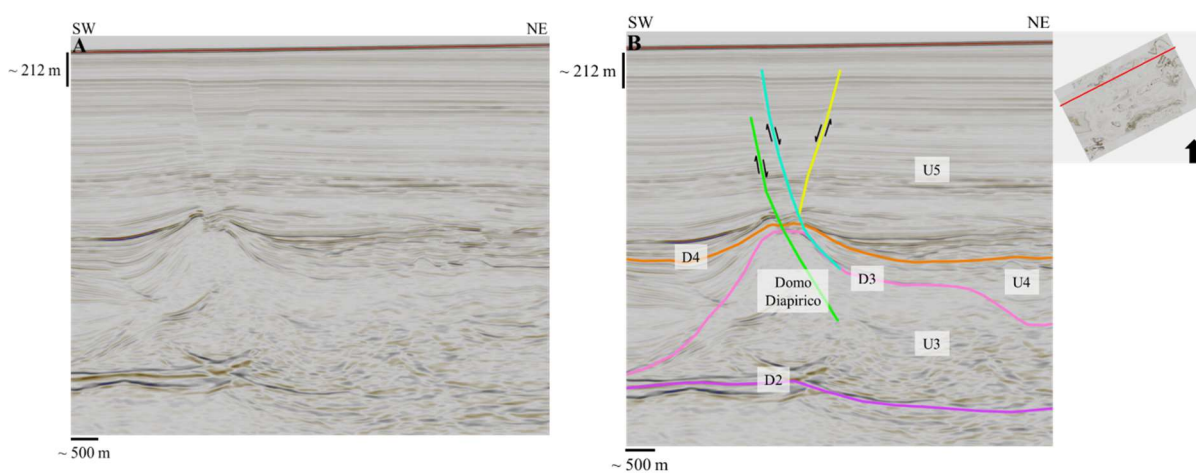 SW
NE
A
~ 212 m
~ 500 m
SW
NE
B
~ 212 m
U5
D4
D3
U4
Domo
Diapirico
U3
D2
~ 500 m